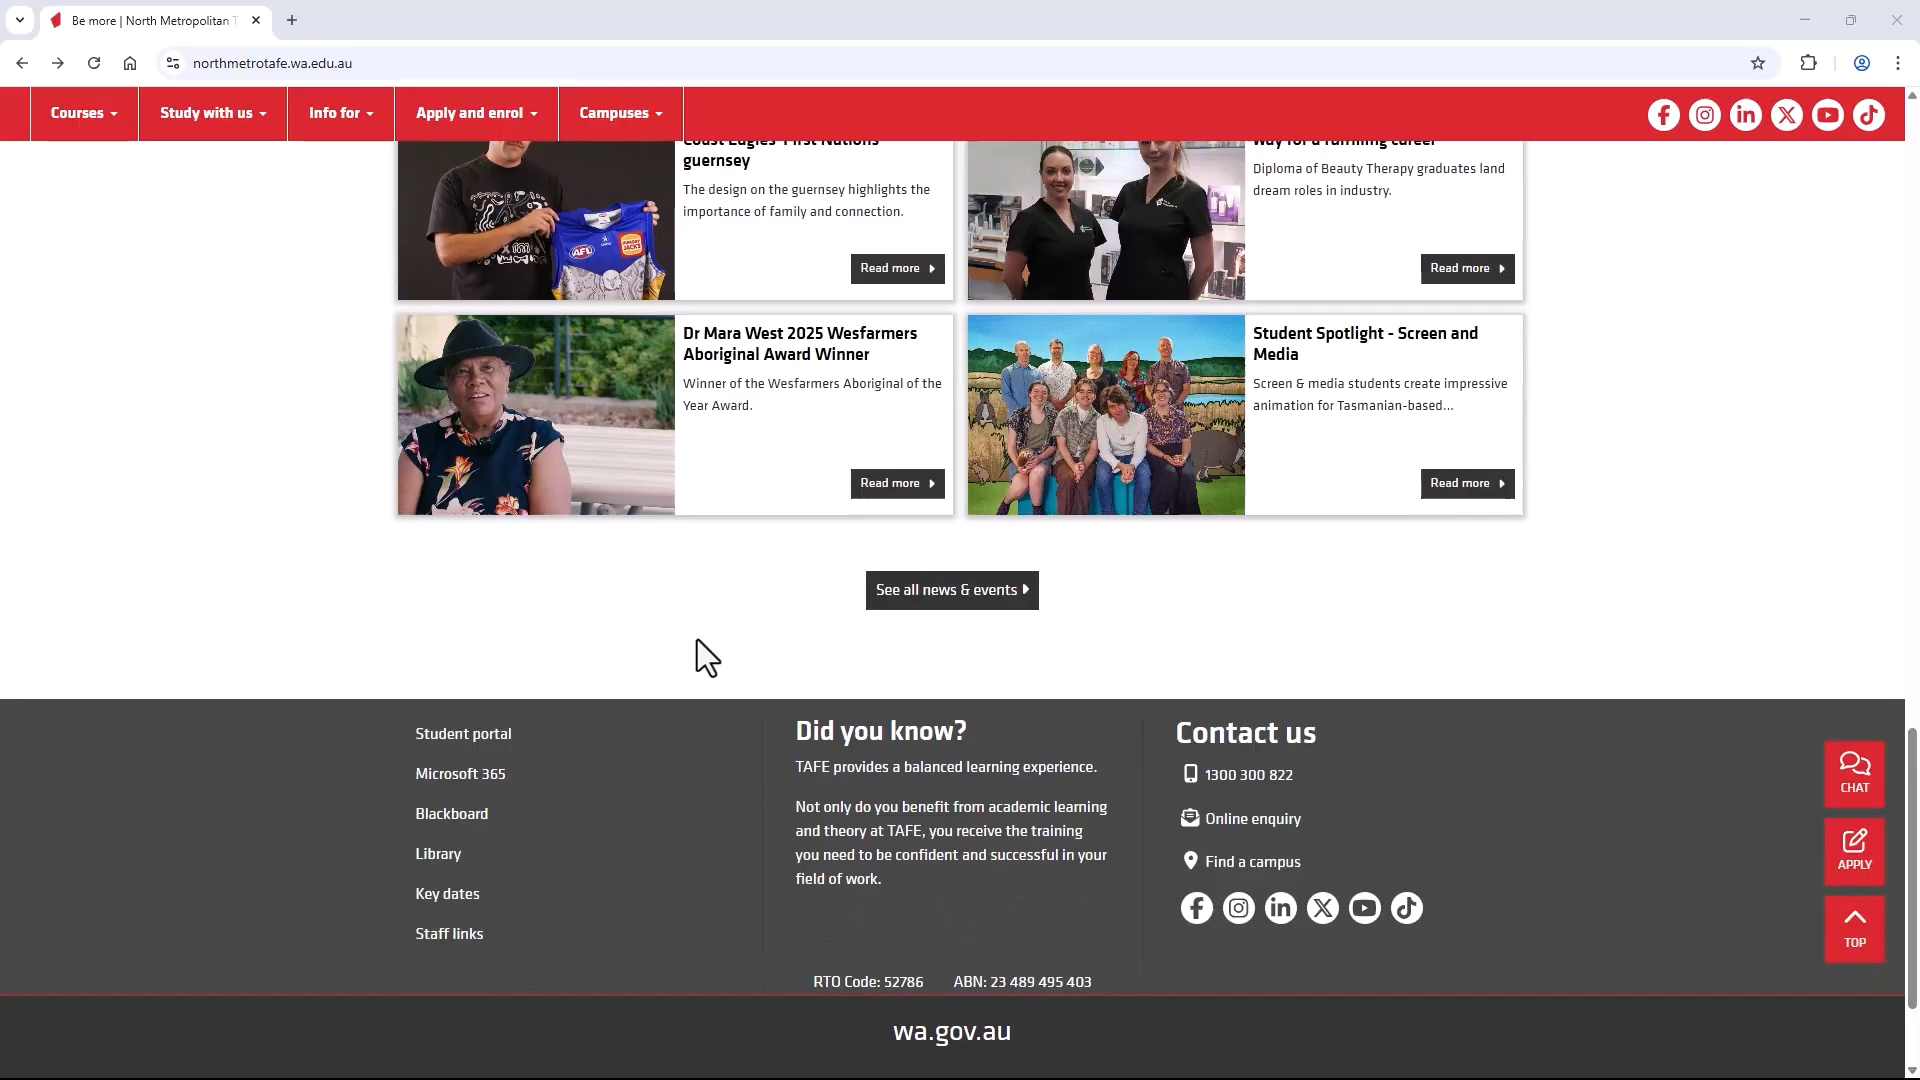 Be more | North Metropolitan T
northmetrotafe.wa.edu.au
Courses
Study with us
Info for
Apply and enrol
Campuses
Coast Eagles' First Nations
guernsey
The design on the guernsey highlights the
importance of family and connection.
Read more
way for a fulfilling career
Diploma of Beauty Therapy graduates land
dream roles in industry.
Read more
AFL
HUNGRY
JACK'S
Dr Mara West 2025 Wesfarmers
Aboriginal Award Winner
Winner of the Wesfarmers Aboriginal of the
Year Award.
Read more
Student Spotlight - Screen and
Media
Screen & media students create impressive
animation for Tasmanian-based...
Read more
See all news & events
Student portal
Microsoft 365
Blackboard
Library
Key dates
Staff links
Did you know?
TAFE provides a balanced learning experience.
Not only do you benefit from academic learning
and theory at TAFE, you receive the training
you need to be confident and successful in your
field of work.
Contact us
1300 300 822
Online enquiry
Find a campus
CHAT
APPLY
TOP
RTO Code: 52786 ABN: 23 489 495 403
wa.gov.au